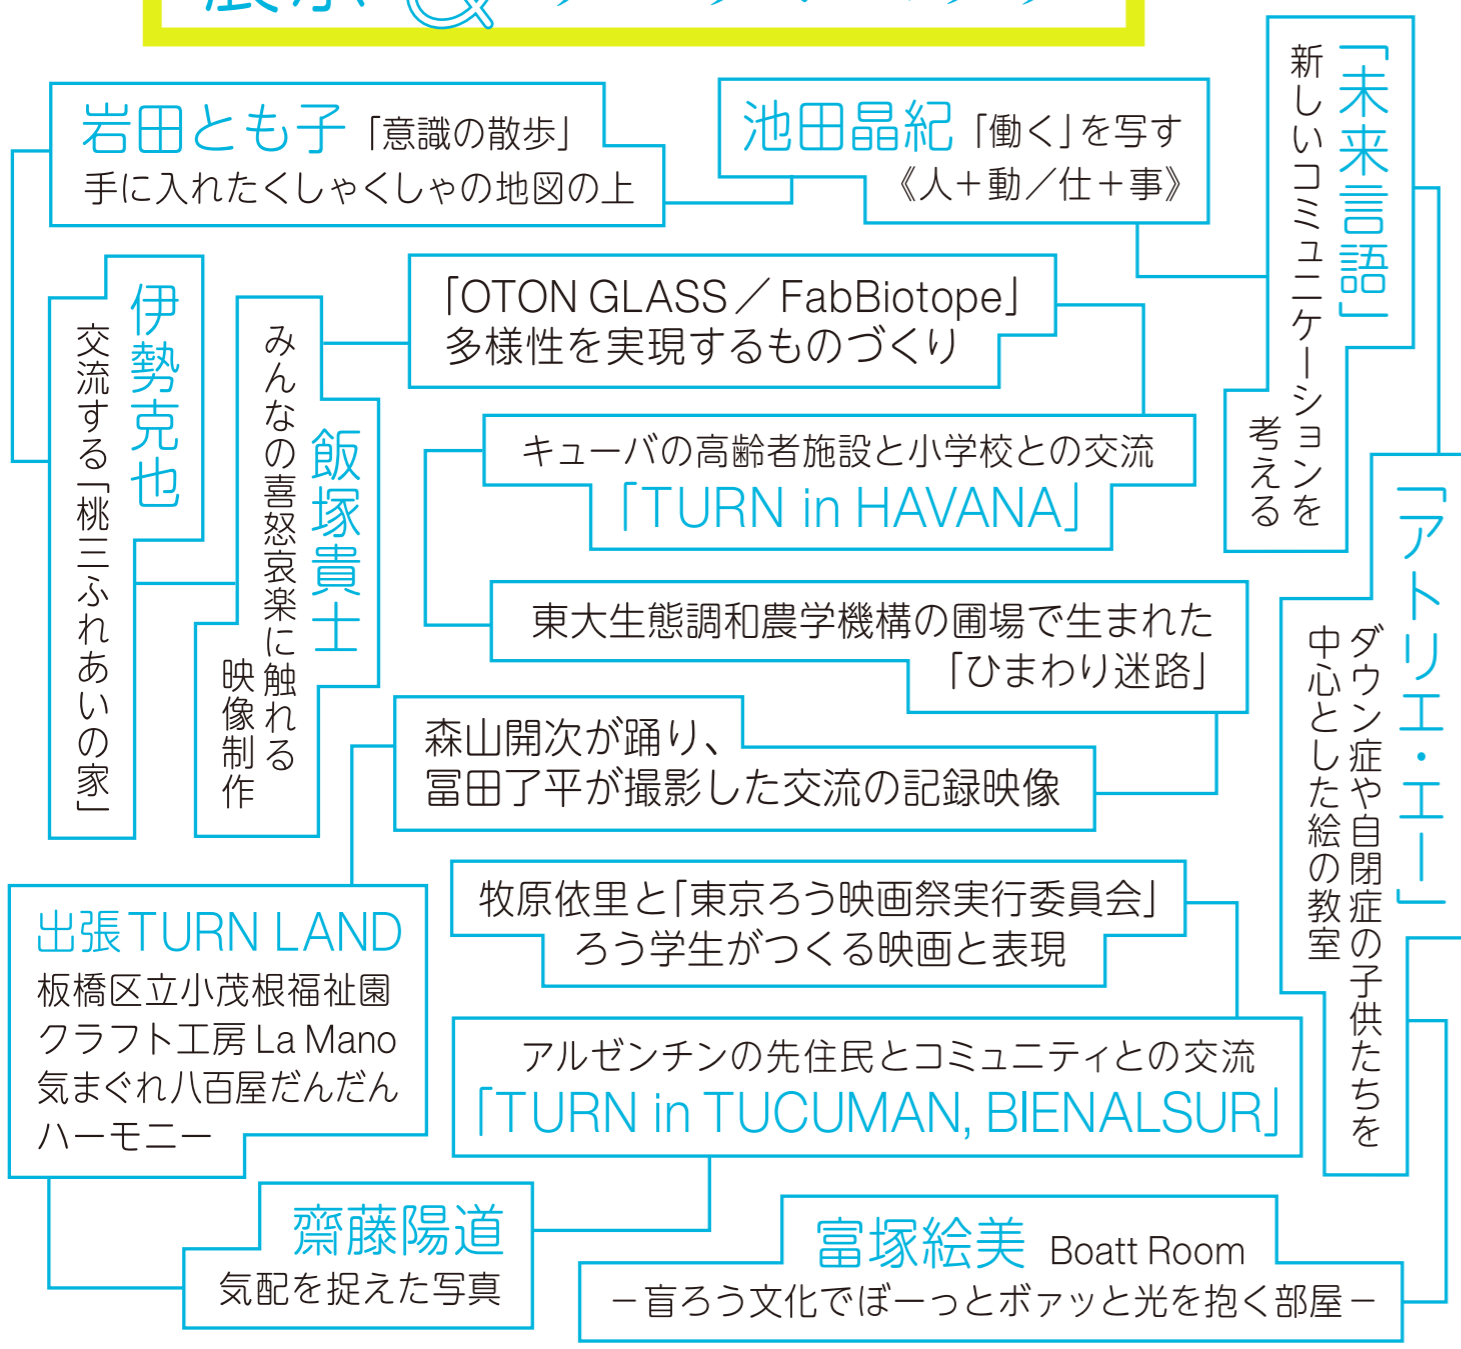 展示 &
岩田とも子「意識の散歩」
手に入れたくしゃくしゃの地図の上
池田晶紀「働く」を写す
《人＋動／仕＋事》
「未来言語」
新しいコミュニケーションを
考える
伊勢克也
交流する「桃三ふれあいの家」
飯塚貴士
みんなの喜怒哀楽に触れる
映像制作
「OTON GLASS／FabBiotope」
多様性を実現するものづくり
キューバの高齢者施設と小学校との交流
「TURN in HAVANA」
東大生態調和農学機構の圃場で生まれた
「ひまわり迷路」
「アトリエ・エー」
ダウン症や自閉症の子供たちを
中心とした絵の教室
森山開次が踊り、
冨田了平が撮影した交流の記録映像
出張TURN LAND
板橋区立小茂根福祉園
クラフト工房 La Mano
気まぐれ八百屋だんだん
ハーモニー
牧原依里と「東京ろう映画祭実行委員会」
ろう学生がつくる映画と表現
アルゼンチンの先住民とコミュニティとの交流
「TURN in TUCUMAN, BIENALSUR」
齋藤陽道
気配を捉えた写真
富塚絵美 Boatt Room
－盲ろう文化でぼーっとボァッと光を抱く部屋－